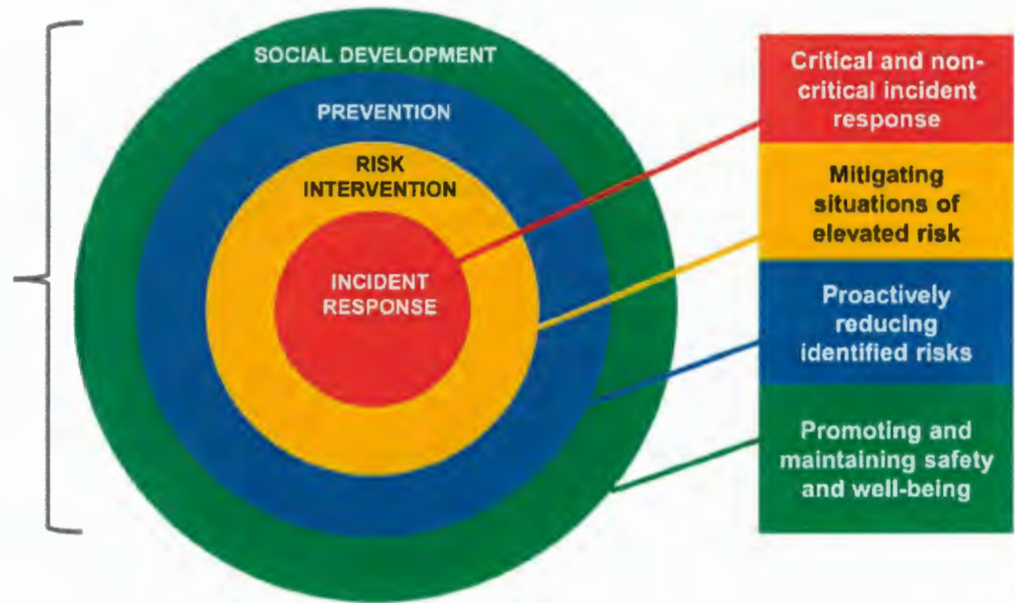 SOCIAL DEVELOPMENT
PREVENTION
RISK
INTERVENTION
INCIDENT
RESPONSE
Critical and non-
critical incident
response
Mitigating
situations of
elevated risk
Proactively
reducing
identified risks
Promoting and
maintaining safety
and well-being